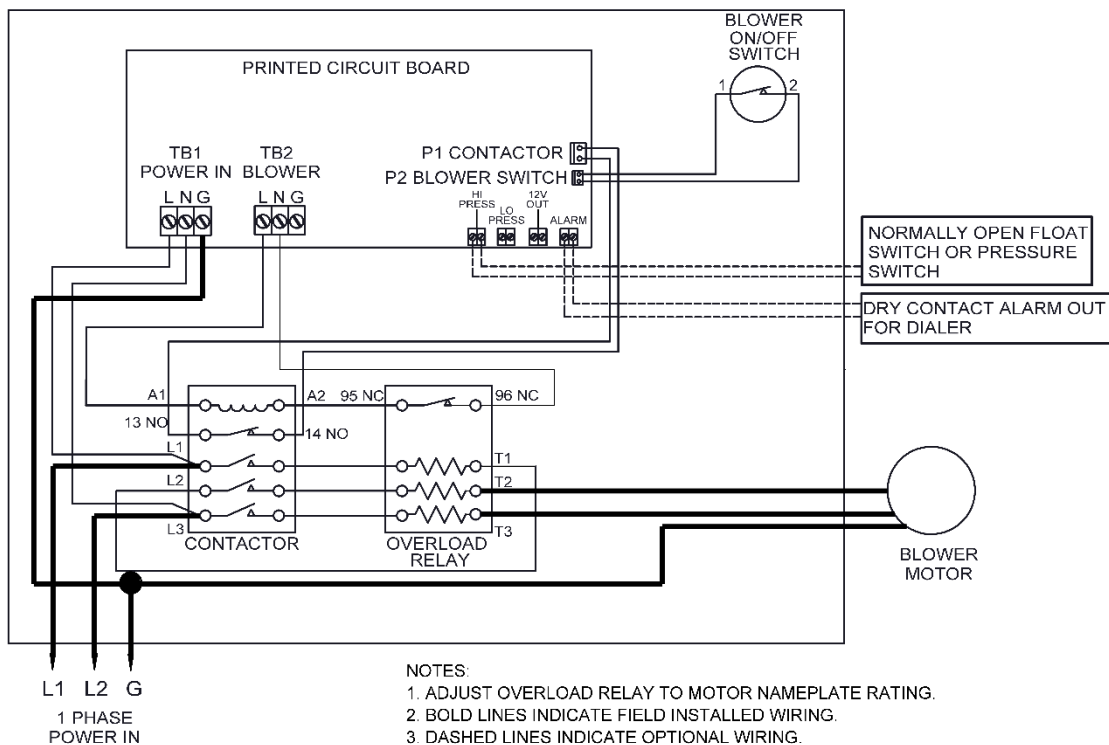 BLOWER
ON/OFF
SWITCH
1
2
PRINTED CIRCUIT BOARD
TB1
POWER IN
L N G
TB2
BLOWER
L N G
P1 CONTACTOR
P2 BLOWER SWITCH
HI
PRESS
LO
PRESS
12V
OUT
ALARM
NORMALLY OPEN FLOAT
SWITCH OR PRESSURE
SWITCH
DRY CONTACT ALARM OUT
FOR DIALER
A1
A2
95 NC
96 NC
13 NO
14 NO
L1
T1
L2
T2
L3
T3
CONTACTOR
OVERLOAD
RELAY
BLOWER
MOTOR
L1 L2 G
1 PHASE
POWER IN
NOTES:
1. ADJUST OVERLOAD RELAY TO MOTOR NAMEPLATE RATING.
2. BOLD LINES INDICATE FIELD INSTALLED WIRING.
3. DASHED LINES INDICATE OPTIONAL WIRING.